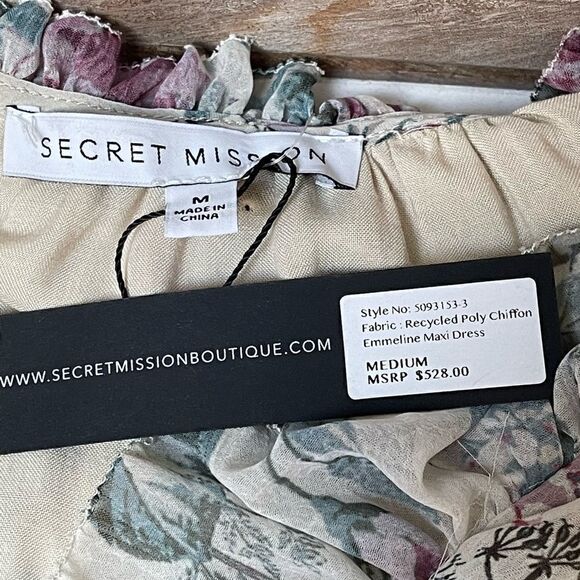 SECRET MISSION
M
MADE IN
CHINA
WWW.SECRETMISSIONBOUTIQUE.COM
Style No: 5093153-3
Fabric : Recycled Poly Chiffon
Emmeline Maxi Dress
MEDIUM
MSRP $528.00